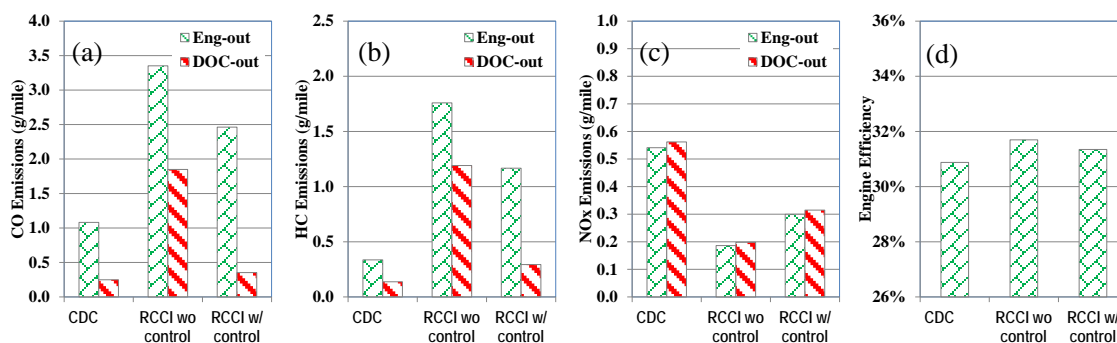 (a)
CO Emissions (g/mile)
4.0
3.5
3.0
2.5
2.0
1.5
1.0
0.5
0.0
Eng-out
DOC-out
CDC
RCCI wo
control
RCCI w/
control
(b)
HC Emissions (g/mile)
2.5
2.0
1.5
1.0
0.5
0.0
Eng-out
DOC-out
CDC
RCCI wo
control
RCCI w/
control
(c)
NOx Emissions (g/mile)
1.0
0.9
0.8
0.7
0.6
0.5
0.4
0.3
0.2
0.1
0.0
Eng-out
DOC-out
CDC
RCCI wo
control
RCCI w/
control
(d)
Engine Efficiency
36%
34%
32%
30%
28%
26%
CDC
RCCI wo
control
RCCI w/
control